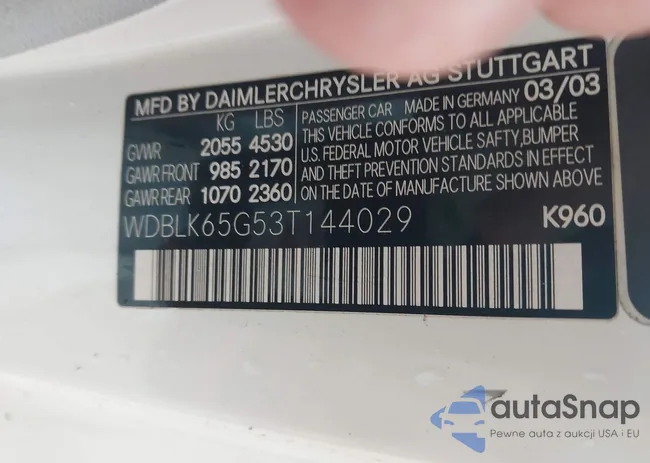 MFD BY DAIMLERCHRYSLER AG STUTTGART
KG LBS
GVWR 2055 4530
GAWR FRONT 985 2170
GAWR REAR 1070 2360
PASSENGER CAR MADE IN GERMANY 03/03
THIS VEHICLE CONFORMS TO ALL APPLICABLE
U.S. FEDERAL MOTOR VEHICLE SAFTY,BUMPER
AND THEFT PREVENTION STANDARDS IN EFFECT
ON DATE OF MANUFACTURE SHOWN ABOVE
WDBLK65G53T144029 K960
autaSnap
Pewne auta z aukcji USA i EU